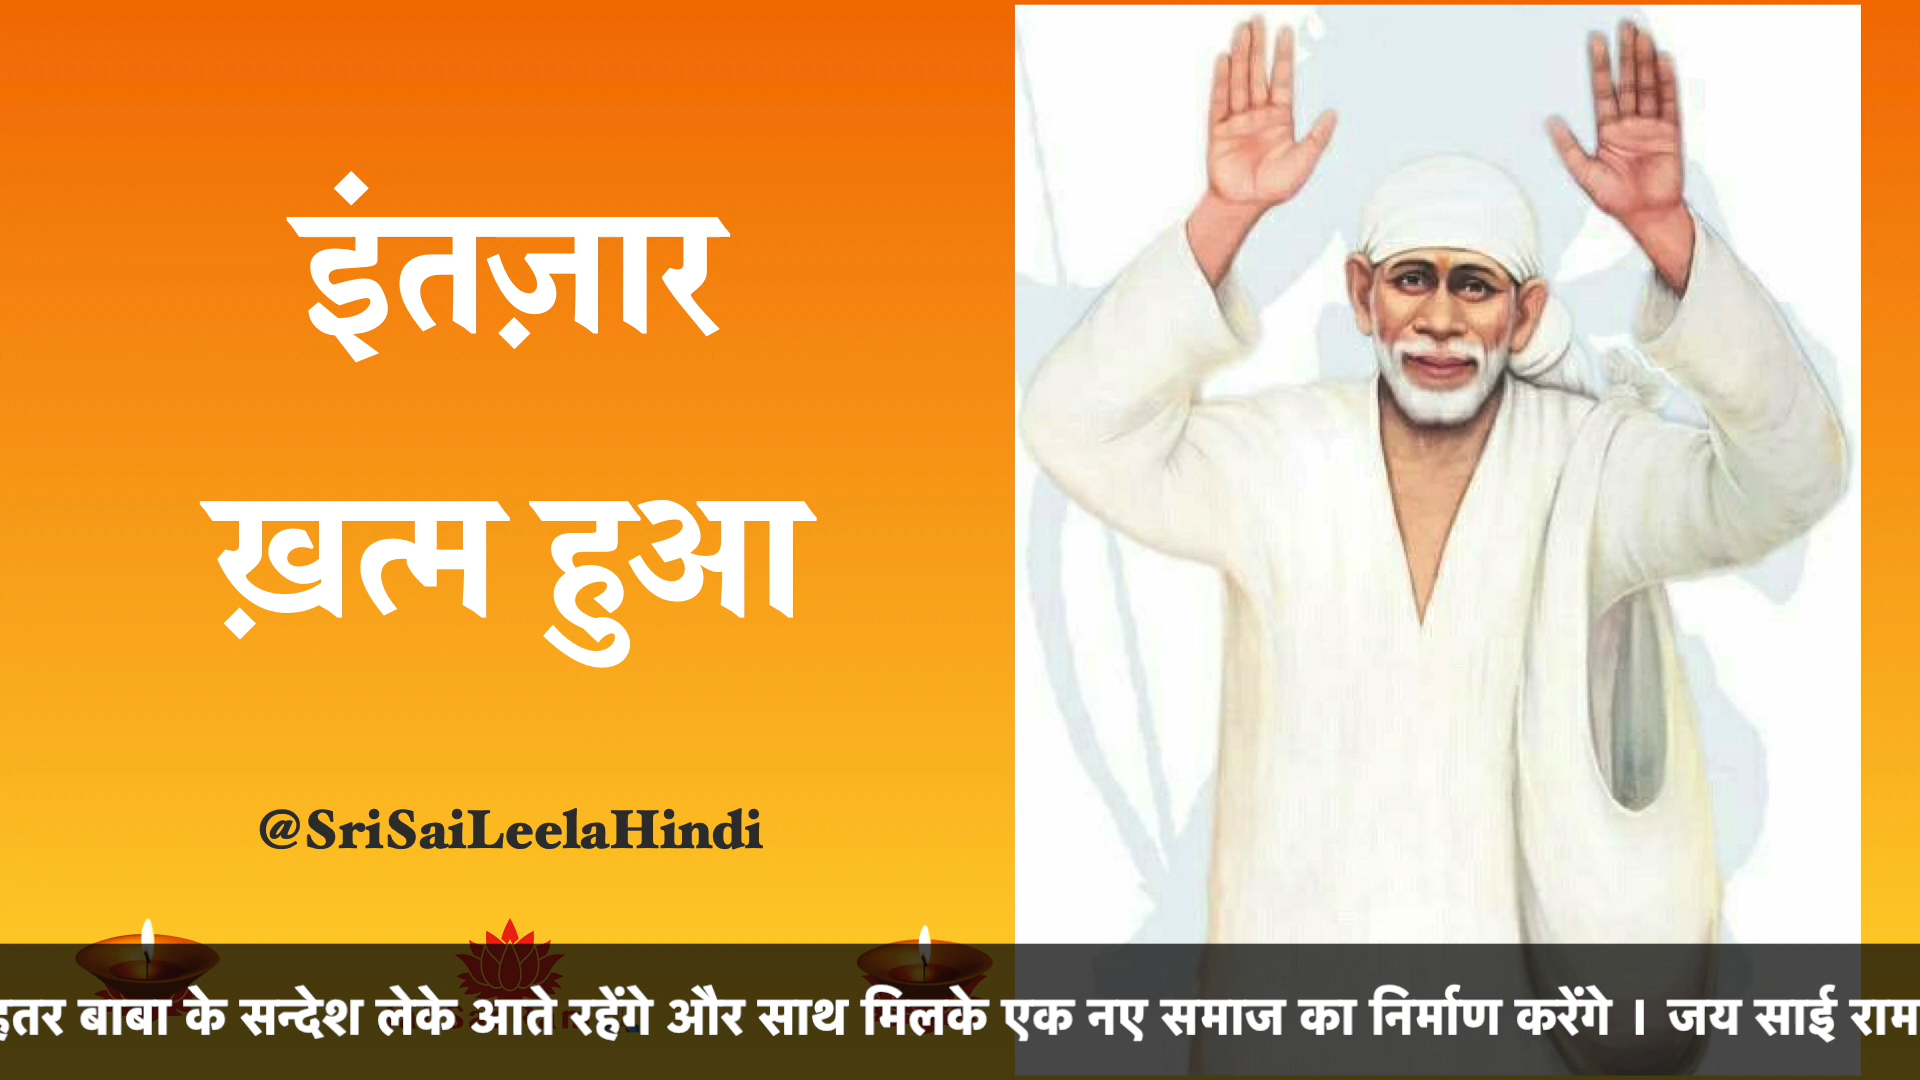 इंतज़ार
ख़त्म हुआ
@SriSaiLeelaHindi
बाबा के सन्देश लेके आते रहेंगे और साथ मिलके एक नए समाज का निर्माण करेंगे । जय साई राम